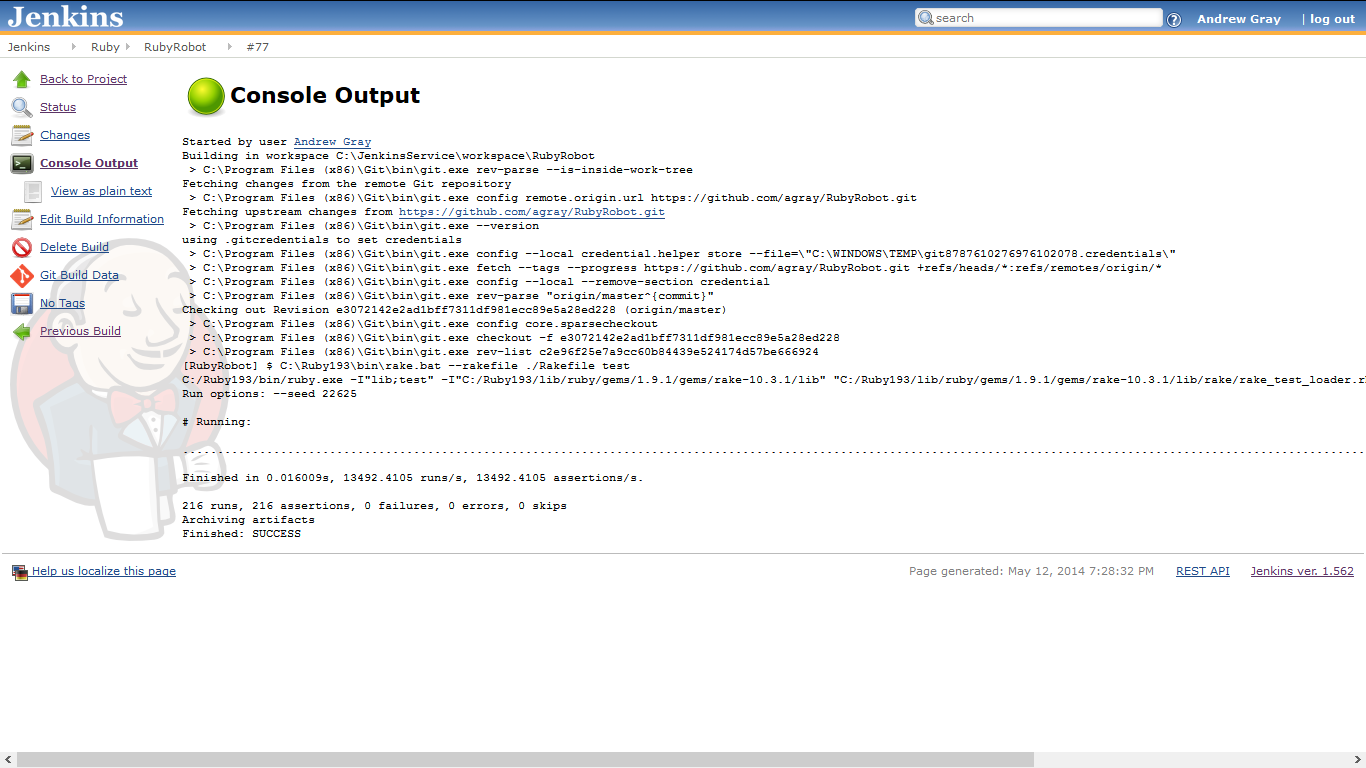 Jenkins
search
Andrew Gray
| log out
Jenkins
Ruby
RubyRobot
#77
Back to Project
Status
Changes
Console Output
View as plain text
Edit Build Information
Delete Build
Git Build Data
No Tags
Previous Build
Console Output
Started by user Andrew Gray
Building in workspace C:\JenkinsService\workspace\RubyRobot
> C:\Program Files (x86)\Git\bin\git.exe rev-parse --is-inside-work-tree
Fetching changes from the remote Git repository
> C:\Program Files (x86)\Git\bin\git.exe config remote.origin.url https://github.com/agray/RubyRobot.git
Fetching upstream changes from https://github.com/agray/RubyRobot.git
> C:\Program Files (x86)\Git\bin\git.exe --version
using .gitcredentials to set credentials
> C:\Program Files (x86)\Git\bin\git.exe config --local credential.helper store --file=\"C:\WINDOWS\TEMP\git8787610276976102078.credentials\"
> C:\Program Files (x86)\Git\bin\git.exe fetch --tags --progress https://github.com/agray/RubyRobot.git +refs/heads/*:refs/remotes/origin/*
> C:\Program Files (x86)\Git\bin\git.exe config --local --remove-section credential
> C:\Program Files (x86)\Git\bin\git.exe rev-parse "origin/master^{commit}"
Checking out Revision e3072142e2ad1bff7311df981ecc89e5a28ed228 (origin/master)
> C:\Program Files (x86)\Git\bin\git.exe config core.sparsecheckout
> C:\Program Files (x86)\Git\bin\git.exe checkout -f e3072142e2ad1bff7311df981ecc89e5a28ed228
> C:\Program Files (x86)\Git\bin\git.exe rev-list c2e96f25e7a9cc60b84439e524174d57be666924
[RubyRobot] $ C:\Ruby193\bin\rake.bat --rakefile ./Rakefile test
C:/Ruby193/bin/ruby.exe -I"lib;test" -I"C:/Ruby193/lib/ruby/gems/1.9.1/gems/rake-10.3.1/lib" "C:/Ruby193/lib/ruby/gems/1.9.1/gems/rake-10.3.1/lib/rake/rake_test_loader.
Run options: --seed 22625
# Running:
Finished in 0.016009s, 13492.4105 runs/s, 13492.4105 assertions/s.
216 runs, 216 assertions, 0 failures, 0 errors, 0 skips
Archiving artifacts
Finished: SUCCESS
Help us localize this page
Page generated: May 12, 2014 7:28:32 PM
REST API
Jenkins ver. 1.562